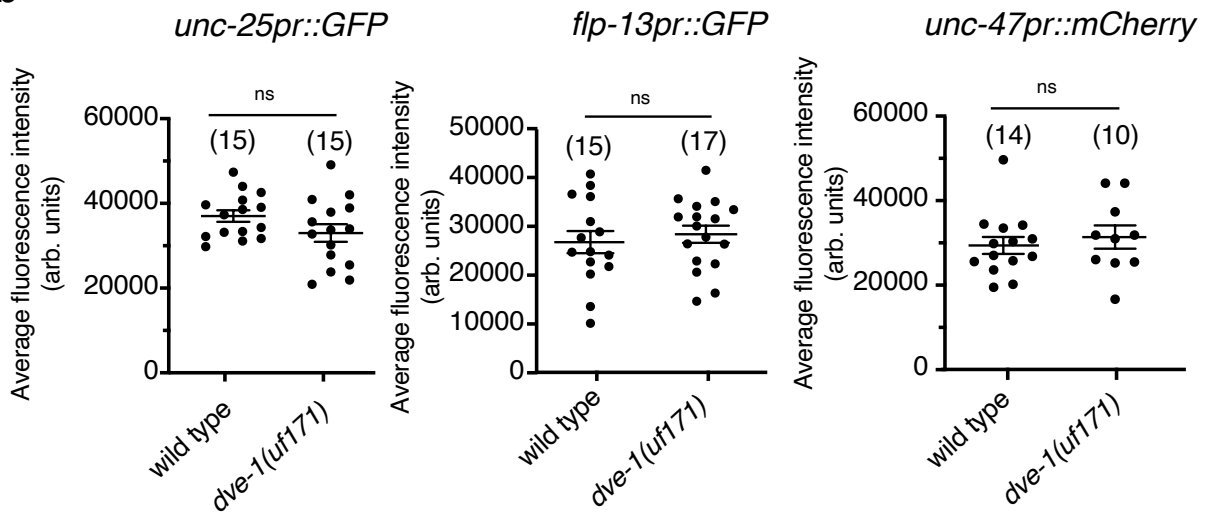 unc-25pr::GFP
Average fluorescence intensity
(arb. units)
60000
40000
20000
0
ns
(15)
(15)
wild type
dve-1(uf171)
flp-13pr::GFP
Average fluorescence intensity
(arb. units)
50000
40000
30000
20000
10000
0
ns
(15)
(17)
wild type
dve-1(uf171)
unc-47pr::mCherry
Average fluorescence intensity
(arb. units)
60000
40000
20000
0
ns
(14)
(10)
wild type
dve-1(uf171)